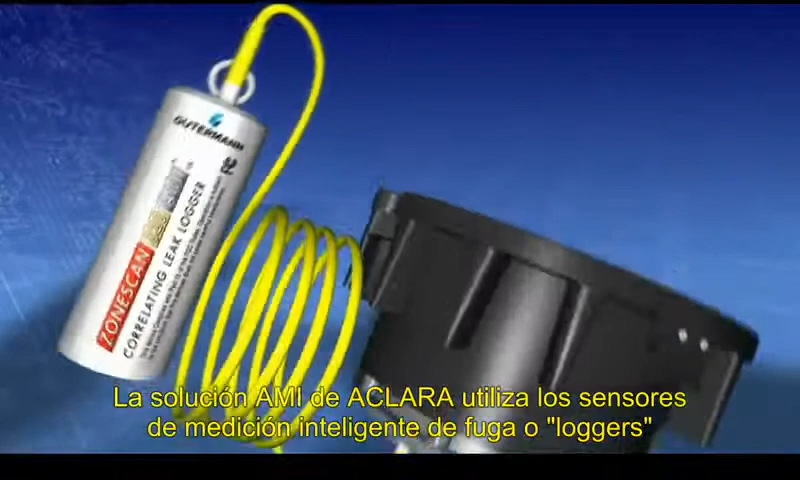 GUTERMANN
ZONESCAN
CORRELATING LEAK LOGGER
La solución AMI de ACLARA utiliza los sensores
de medición inteligente de fuga o "loggers"